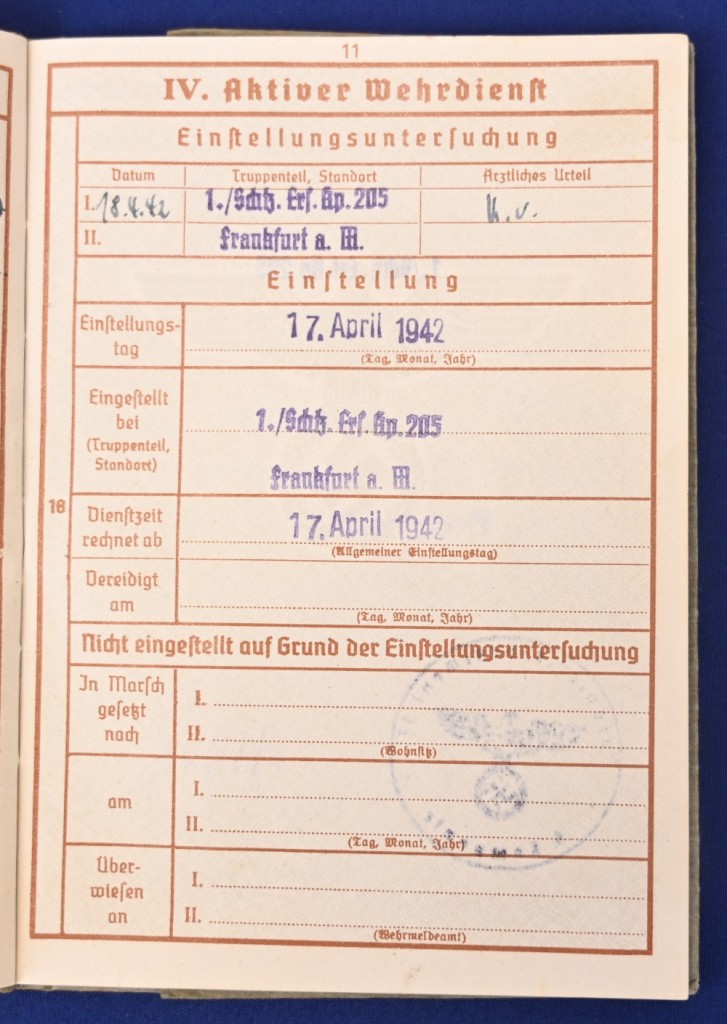 11
IV. Aktiver Wehrdienst
Einstellungsuntersuchung
Datum Truppenteil, Standort Ärztliches Urteil
I. 18.4.42 1./Schtz. Ers. Kp. 205 k.v.
II. Frankfurt a. M.
Einstellung
Einstellungs-
tag 17. April 1942
(Tag, Monat, Jahr)
Eingestellt
bei 1./Schtz. Ers. Kp. 205
(Truppenteil,
Standort) Frankfurt a. M.
18
Dienstzeit
rechnet ab 17. April 1942
(Allgemeiner Einstellungstag)
Vereidigt
am
(Tag, Monat, Jahr)
Nicht eingestellt auf Grund der Einstellungsuntersuchung
In Marsch
gesetzt
nach
I.
II.
(Wohnsitz)
am
I.
II.
(Tag, Monat, Jahr)
Über-
wiesen
an
I.
II.
(Wehrmeldeamt)